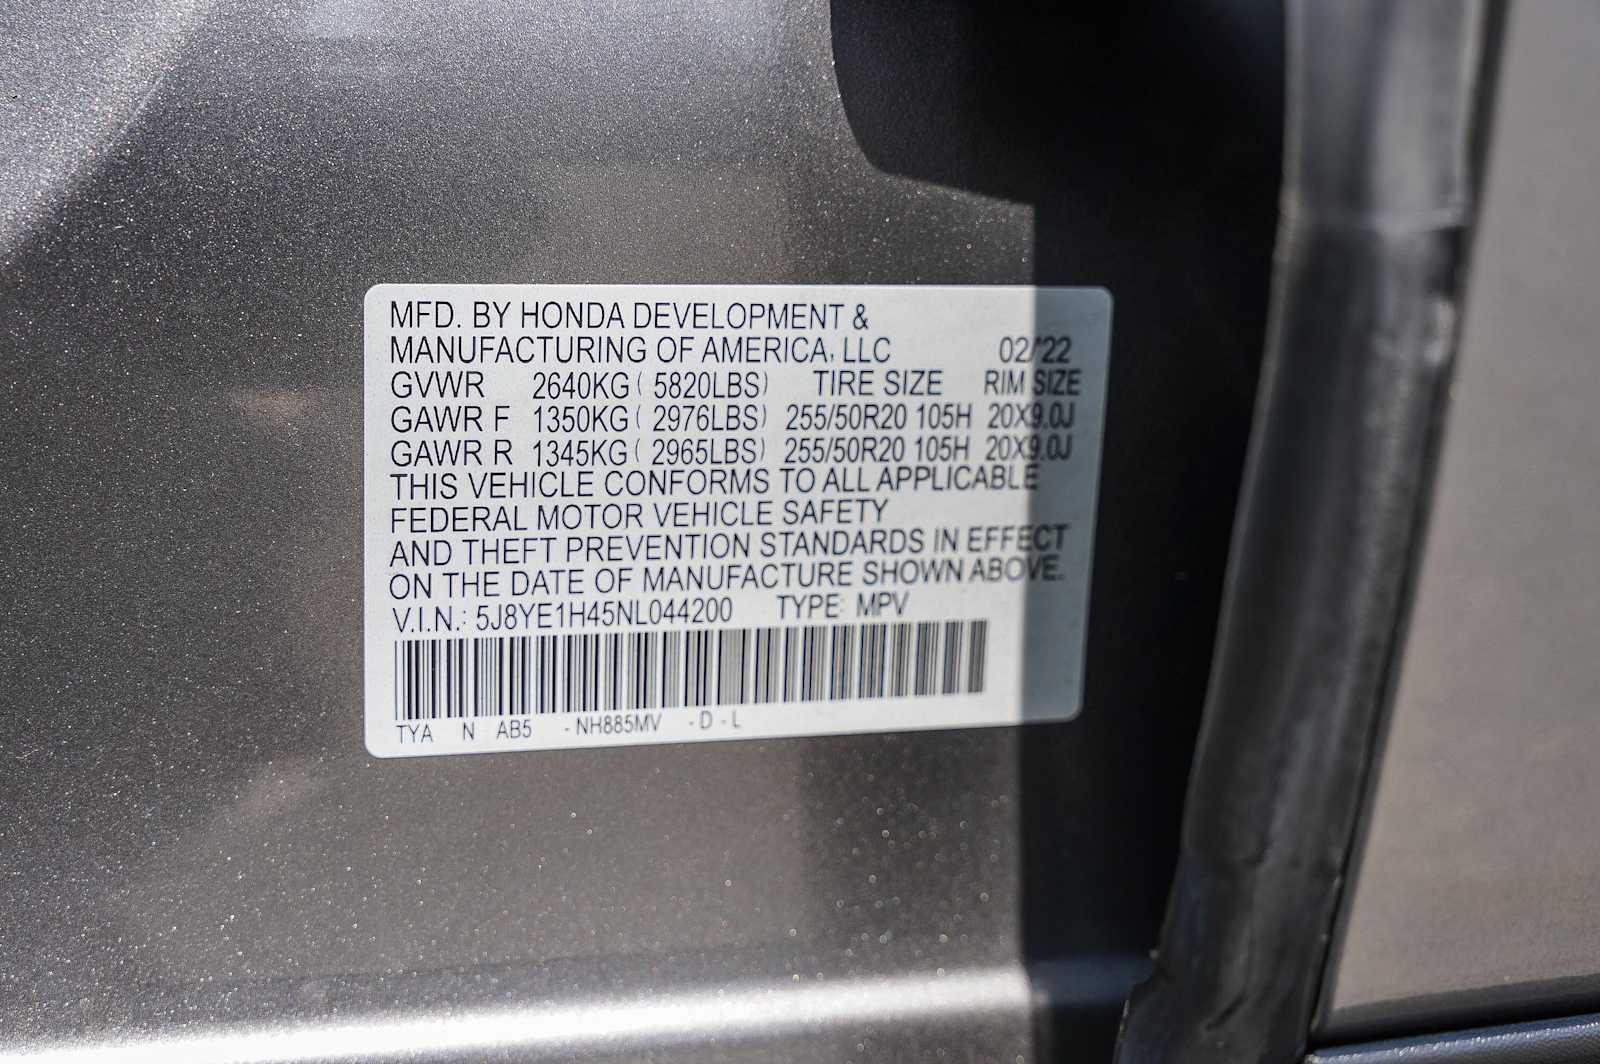 MFD. BY HONDA DEVELOPMENT &
MANUFACTURING OF AMERICA, LLC 02/'22
GVWR 2640KG ( 5820LBS) TIRE SIZE RIM SIZE
GAWR F 1350KG ( 2976LBS) 255/50R20 105H 20X9.0J
GAWR R 1345KG ( 2965LBS) 255/50R20 105H 20X9.0J
THIS VEHICLE CONFORMS TO ALL APPLICABLE
FEDERAL MOTOR VEHICLE SAFETY
AND THEFT PREVENTION STANDARDS IN EFFECT
ON THE DATE OF MANUFACTURE SHOWN ABOVE.
V.I.N.: 5J8YE1H45NL044200 TYPE: MPV
TYA N AB5 - NH885MV - D - L